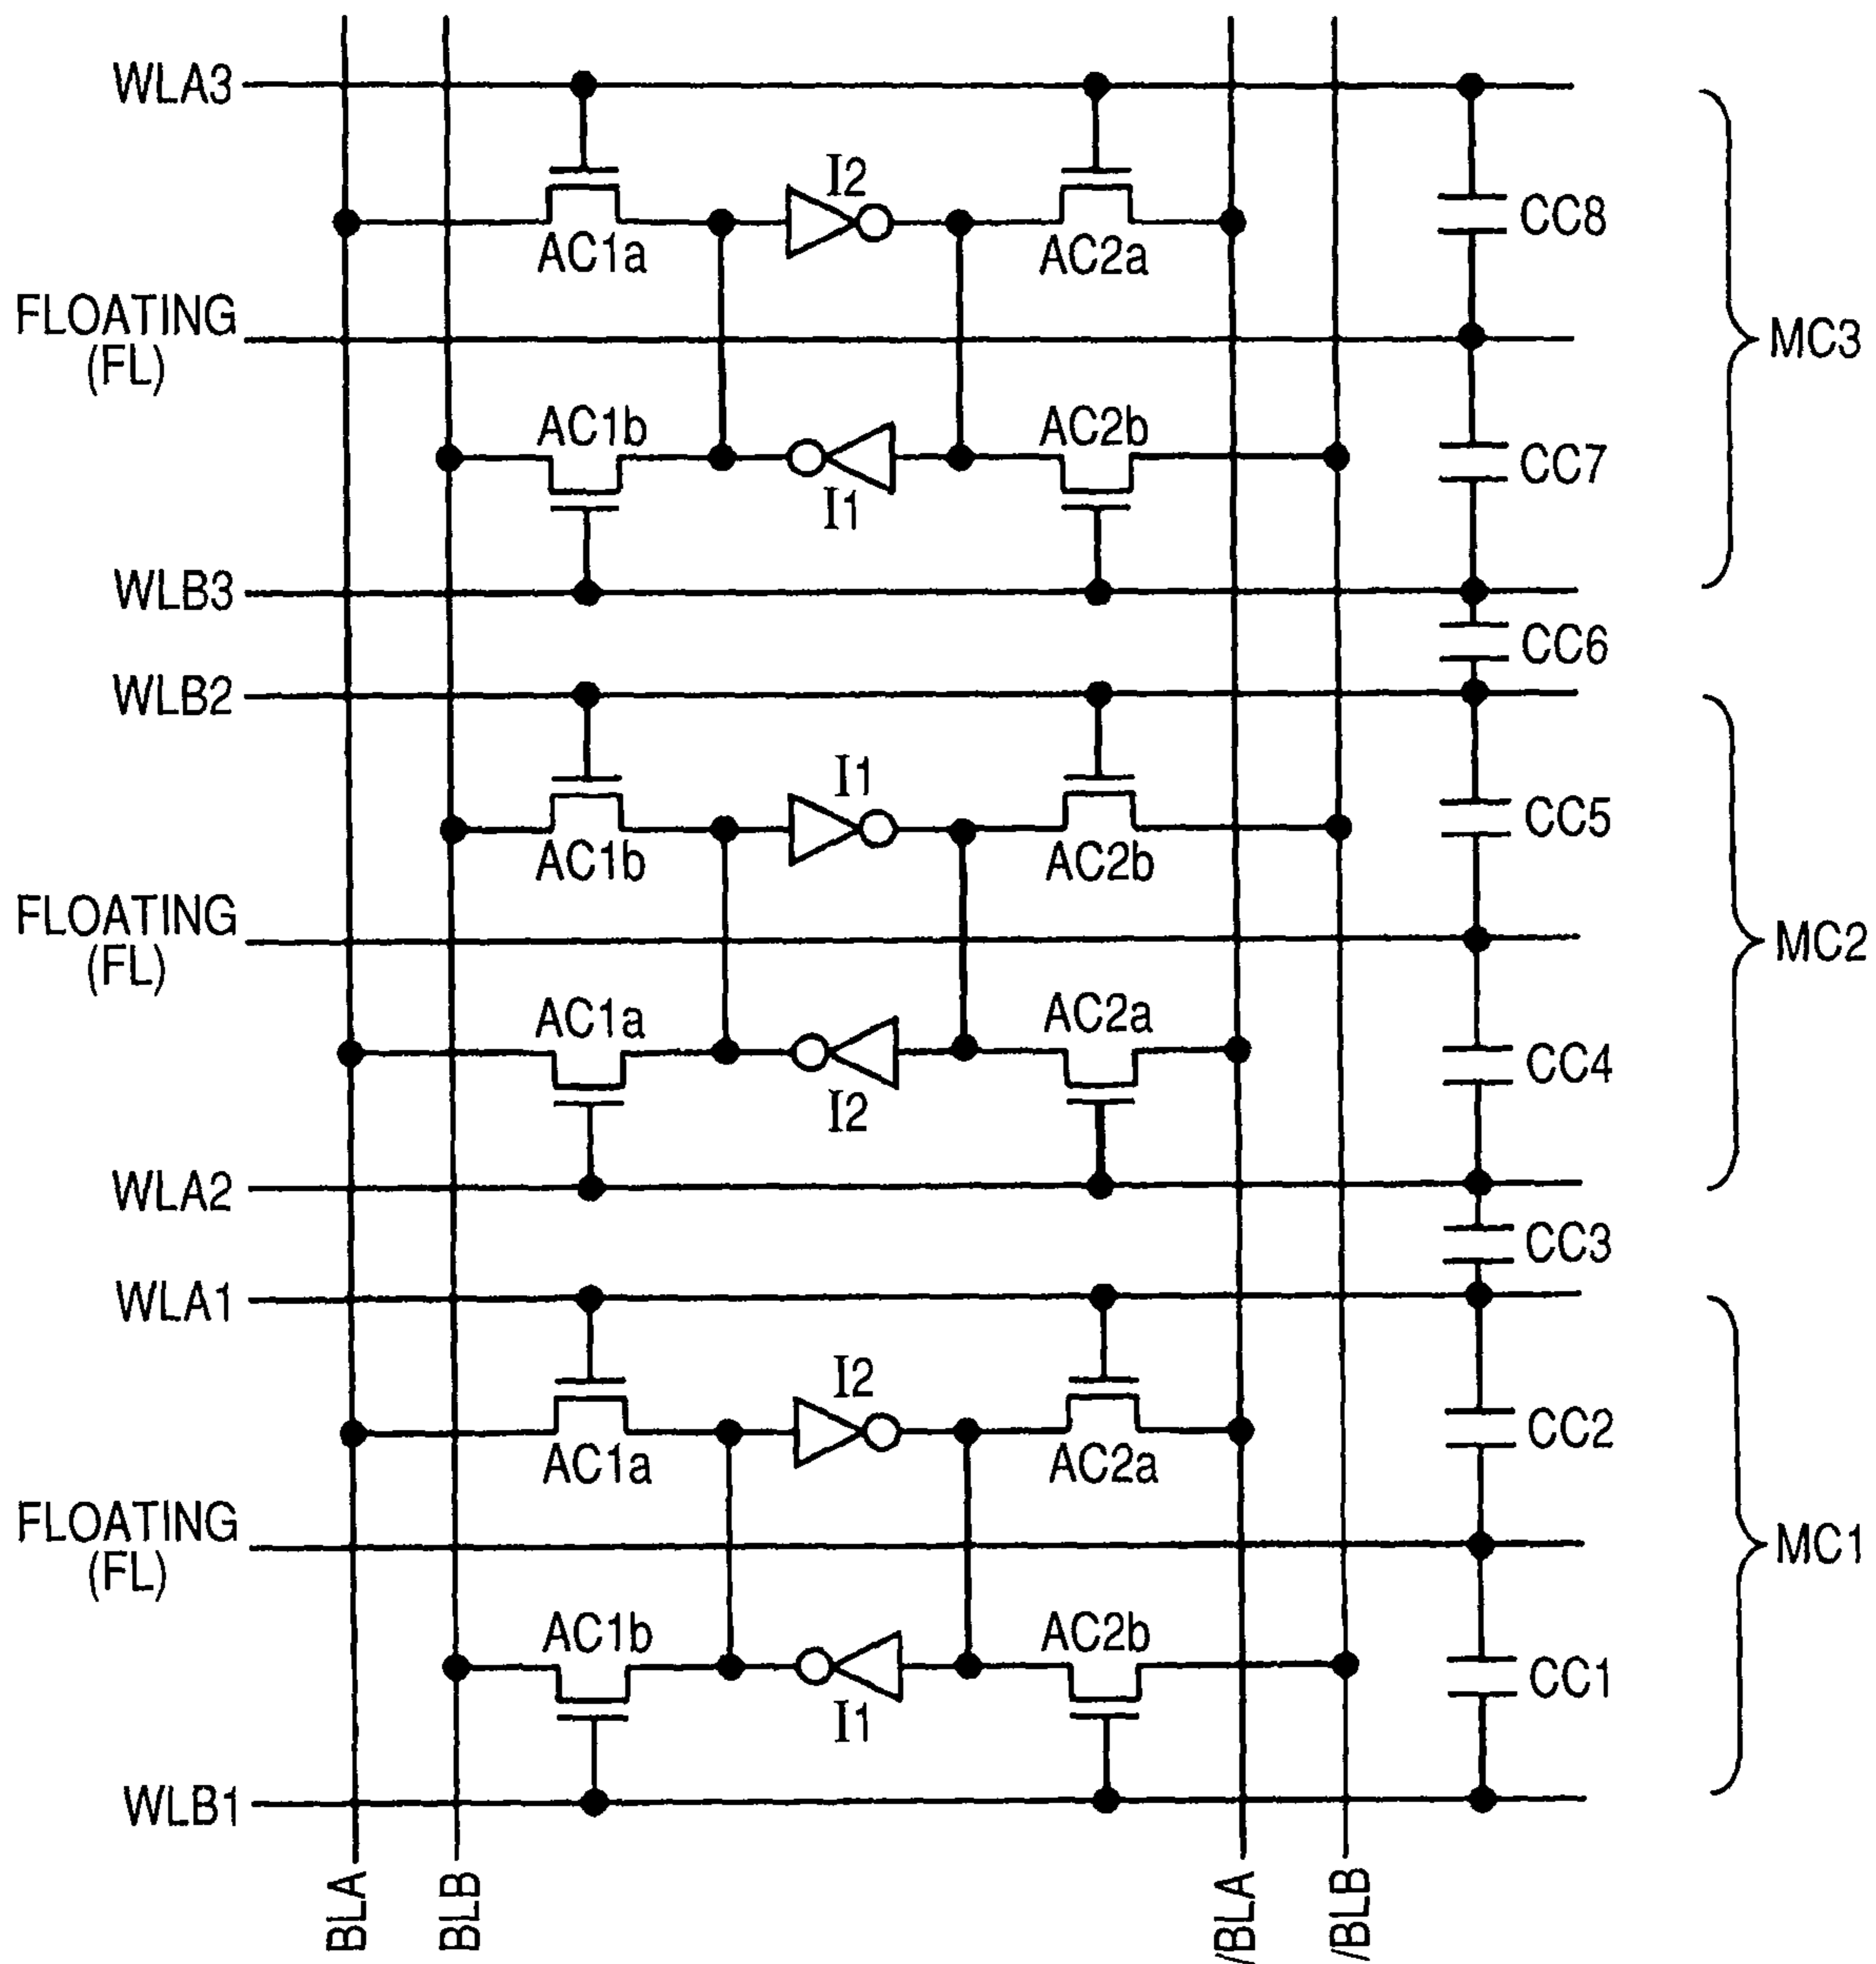 WLA3
I2
CC8
AC1a
AC2a
FLOATING
(FL)
MC3
AC1b
AC2b
CC7
I1
WLB3
CC6
WLB2
I1
CC5
AC1b
AC2b
FLOATING
(FL)
MC2
AC1a
AC2a
CC4
I2
WLA2
CC3
WLA1
I2
CC2
AC1a
AC2a
FLOATING
(FL)
MC1
AC1b
AC2b
CC1
I1
WLB1
BLA
BLB
/BLA
/BLB